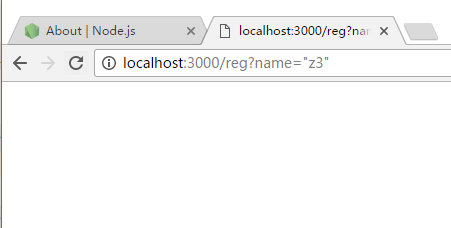 About | Node.js
localhost:3000/reg?nar
localhost:3000/reg?name="z3"